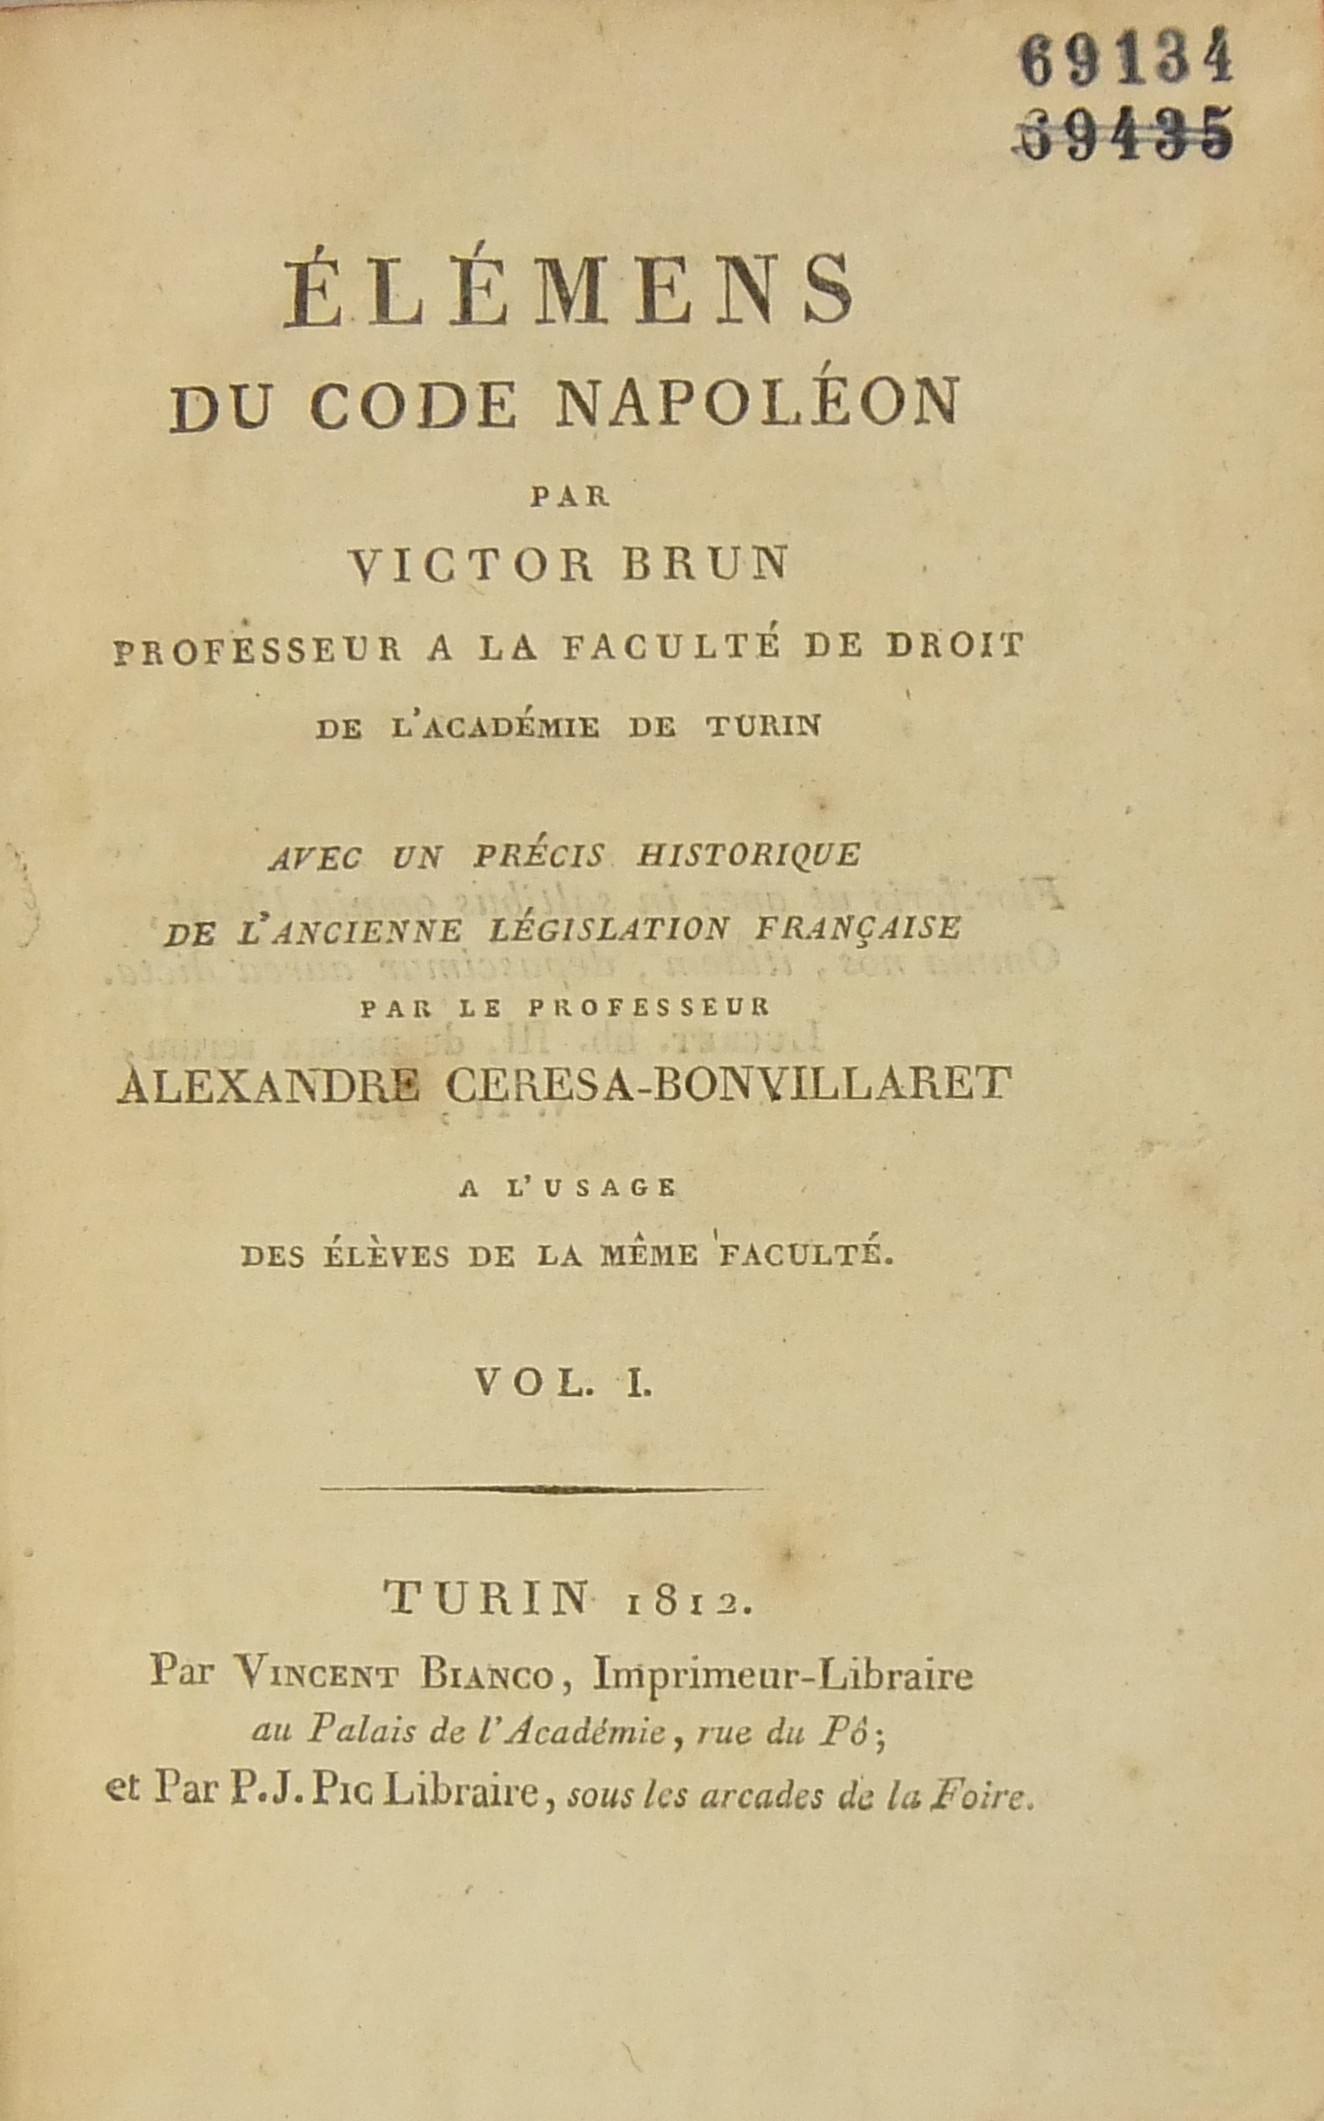 69134
69435
ÉLÉMENS
DU CODE NAPOLÉON
PAR
VICTOR BRUN
PROFESSEUR A LA FACULTÉ DE DROIT
DE L'ACADÉMIE DE TURIN
AVEC UN PRÉCIS HISTORIQUE
DE L'ANCIENNE LÉGISLATION FRANÇAISE
PAR LE PROFESSEUR
ALEXANDRE CERESA-BONVILLARET
A L'USAGE
DES ÉLÈVES DE LA MÊME FACULTÉ.
VOL. I.
TURIN 1812.
Par VINCENT BIANCO, Imprimeur-Libraire
au Palais de l'Académie, rue du Pô;
et Par P.J. PIC Libraire, sous les arcades de la Foire.